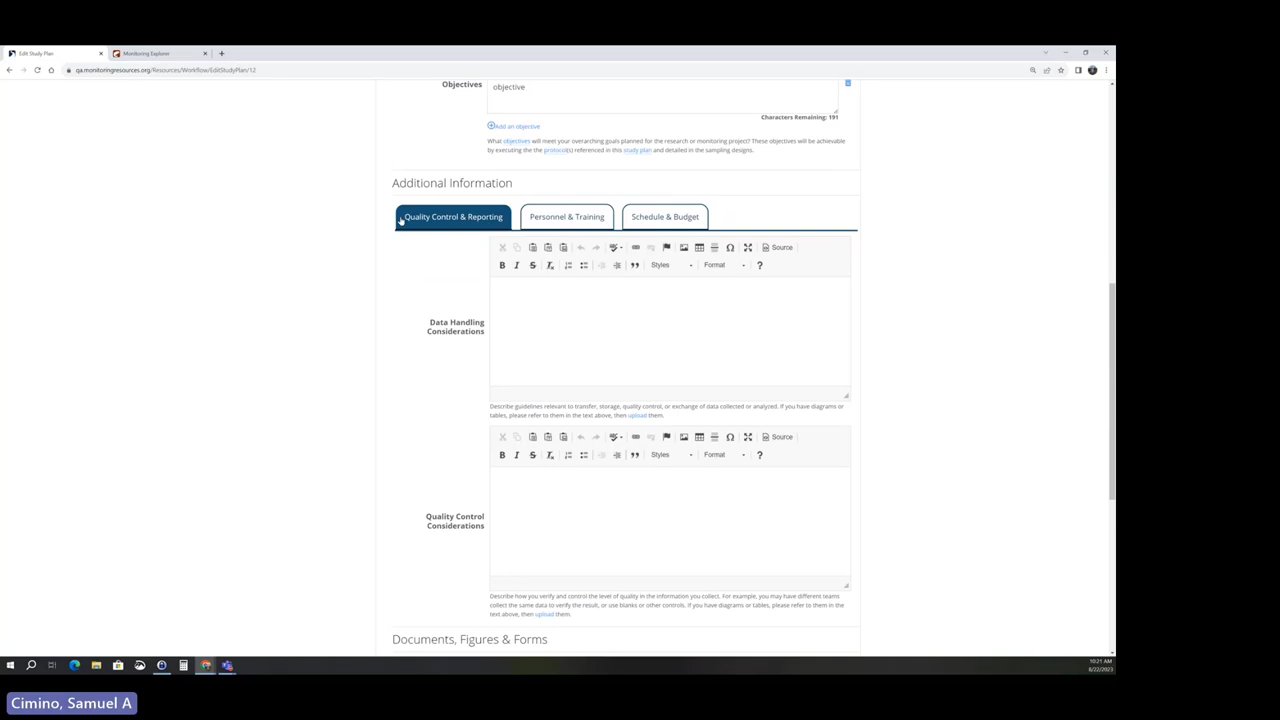 Edit Study Plan
Monitoring Explorer
qa.monitoringresources.org/Resources/Workflow/EditStudyPlan/12
Objectives
objective
Characters Remaining: 191
Add an objective
What objectives will meet your overarching goals planned for the research or monitoring project? These objectives will be achievable
by executing the the protocol(s) referenced in this study plan and detailed in the sampling designs.
Additional Information
Quality Control & Reporting
Personnel & Training
Schedule & Budget
Source
Styles
Format
Data Handling
Considerations
Describe guidelines relevant to transfer, storage, quality control, or exchange of data collected or analyzed. If you have diagrams or
tables, please refer to them in the text above, then upload them.
Source
Styles
Format
Quality Control
Considerations
Describe how you verify and control the level of quality in the information you collect. For example, you may have different teams
collect the same data to verify the result, or use blanks or other controls. If you have diagrams or tables, please refer to them in the
text above, then upload them.
Documents, Figures & Forms
10:21 AM
8/22/2023
Cimino, Samuel A